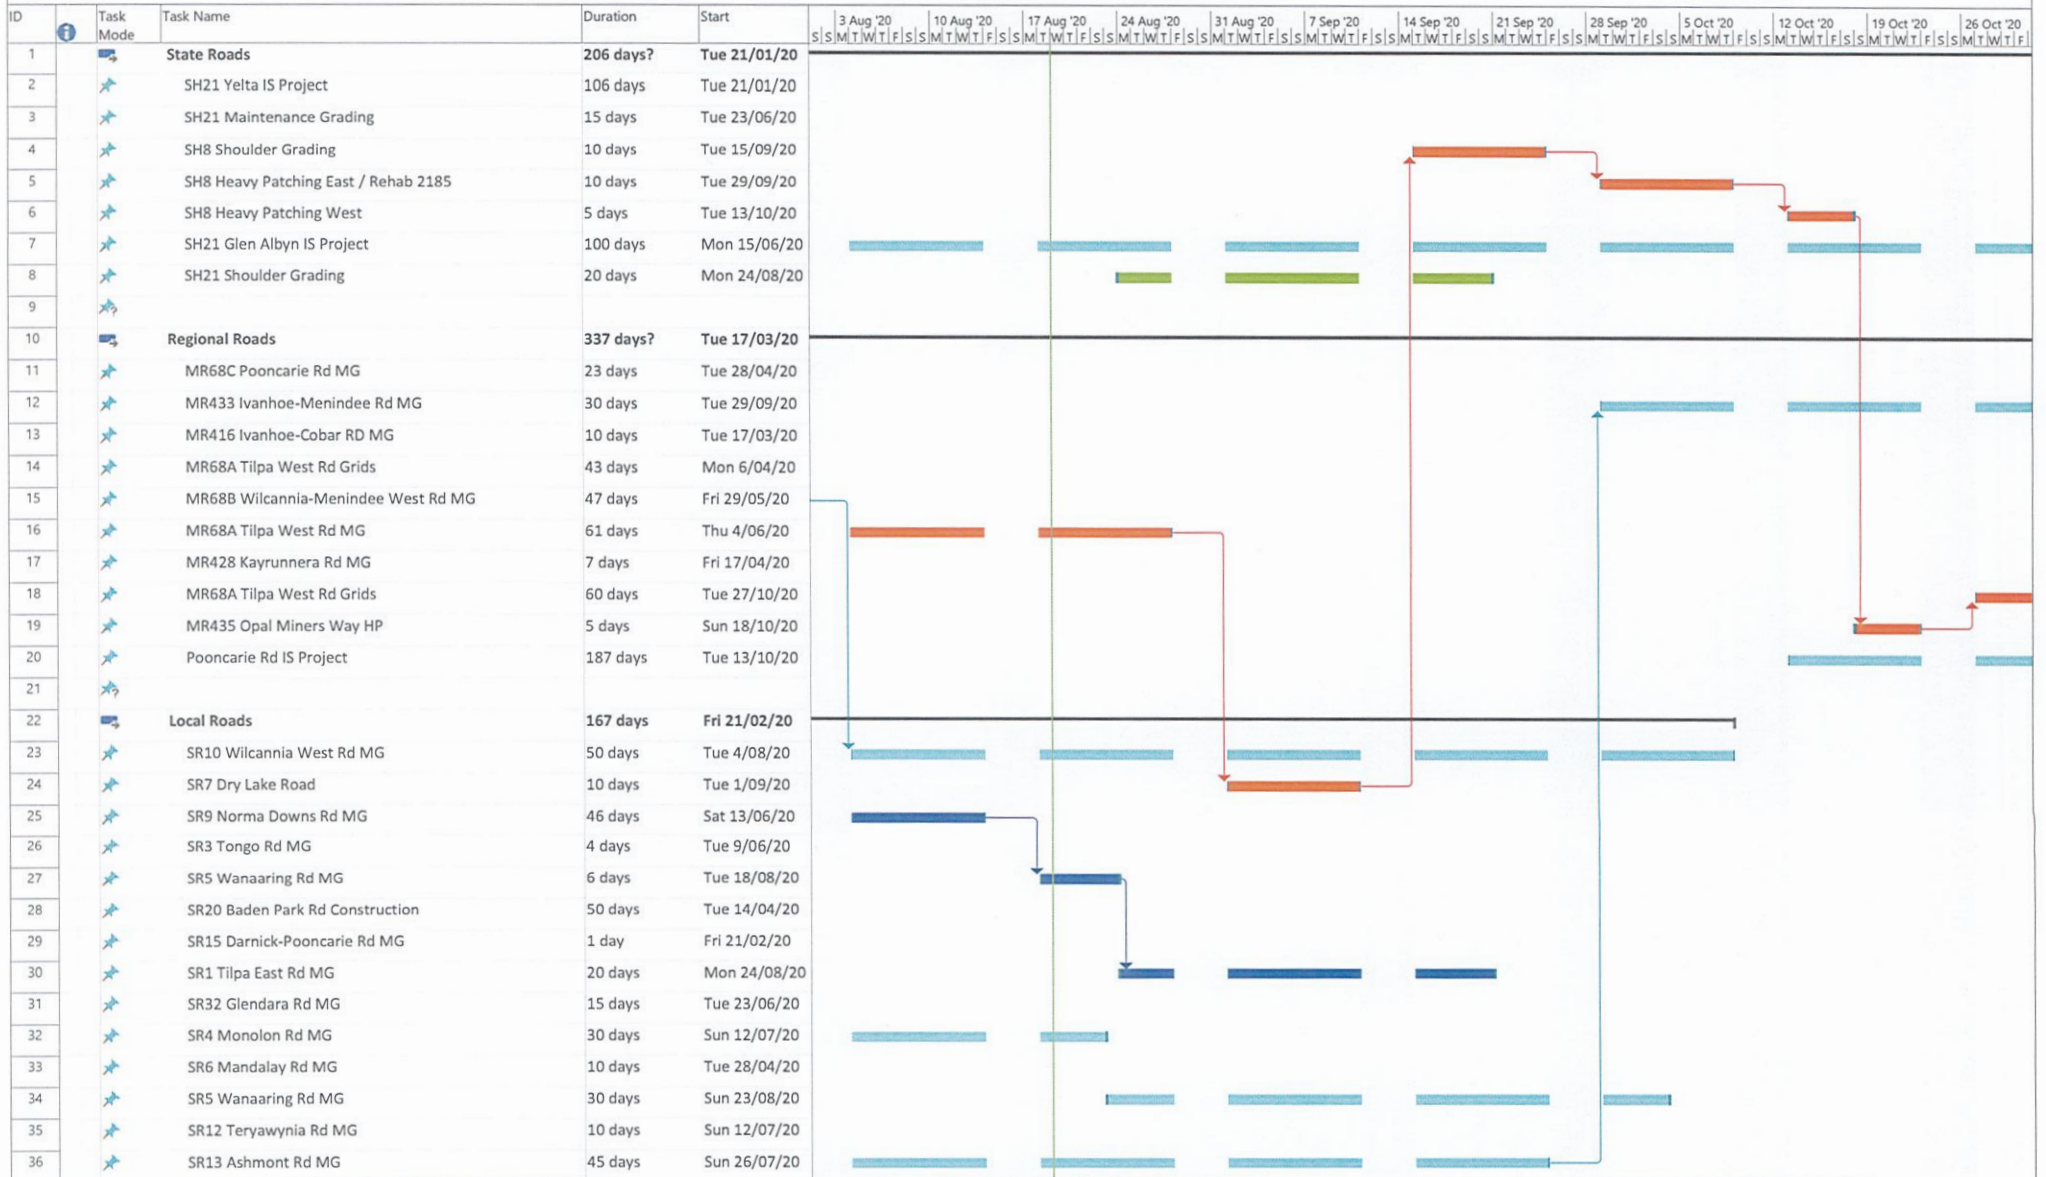 ID Task Mode Task Name Duration Start 3 Aug '20 10 Aug '20 17 Aug '20 24 Aug '20 31 Aug '20 7 Sep '20 14 Sep '20 21 Sep '20 28 Sep '20 5 Oct '20 12 Oct '20 19 Oct '20 26 Oct '20
S S M T W T F S S M T W T F S S M T W T F S S M T W T F S S M T W T F S S M T W T F S S M T W T F S S M T W T F S S M T W T F S S M T W T F S S M T W T F S S M T W T F S S M T W T F
1 State Roads 206 days? Tue 21/01/20
2 SH21 Yelta IS Project 106 days Tue 21/01/20
3 SH21 Maintenance Grading 15 days Tue 23/06/20
4 SH8 Shoulder Grading 10 days Tue 15/09/20
5 SH8 Heavy Patching East / Rehab 2185 10 days Tue 29/09/20
6 SH8 Heavy Patching West 5 days Tue 13/10/20
7 SH21 Glen Albyn IS Project 100 days Mon 15/06/20
8 SH21 Shoulder Grading 20 days Mon 24/08/20
9
10 Regional Roads 337 days? Tue 17/03/20
11 MR68C Pooncarie Rd MG 23 days Tue 28/04/20
12 MR433 Ivanhoe-Menindee Rd MG 30 days Tue 29/09/20
13 MR416 Ivanhoe-Cobar RD MG 10 days Tue 17/03/20
14 MR68A Tilpa West Rd Grids 43 days Mon 6/04/20
15 MR68B Wilcannia-Menindee West Rd MG 47 days Fri 29/05/20
16 MR68A Tilpa West Rd MG 61 days Thu 4/06/20
17 MR428 Kayrunnera Rd MG 7 days Fri 17/04/20
18 MR68A Tilpa West Rd Grids 60 days Tue 27/10/20
19 MR435 Opal Miners Way HP 5 days Sun 18/10/20
20 Pooncarie Rd IS Project 187 days Tue 13/10/20
21
22 Local Roads 167 days Fri 21/02/20
23 SR10 Wilcannia West Rd MG 50 days Tue 4/08/20
24 SR7 Dry Lake Road 10 days Tue 1/09/20
25 SR9 Norma Downs Rd MG 46 days Sat 13/06/20
26 SR3 Tongo Rd MG 4 days Tue 9/06/20
27 SR5 Wanaaring Rd MG 6 days Tue 18/08/20
28 SR20 Baden Park Rd Construction 50 days Tue 14/04/20
29 SR15 Darnick-Pooncarie Rd MG 1 day Fri 21/02/20
30 SR1 Tilpa East Rd MG 20 days Mon 24/08/20
31 SR32 Glendara Rd MG 15 days Tue 23/06/20
32 SR4 Monolon Rd MG 30 days Sun 12/07/20
33 SR6 Mandalay Rd MG 10 days Tue 28/04/20
34 SR5 Wanaaring Rd MG 30 days Sun 23/08/20
35 SR12 Teryawynia Rd MG 10 days Sun 12/07/20
36 SR13 Ashmont Rd MG 45 days Sun 26/07/20